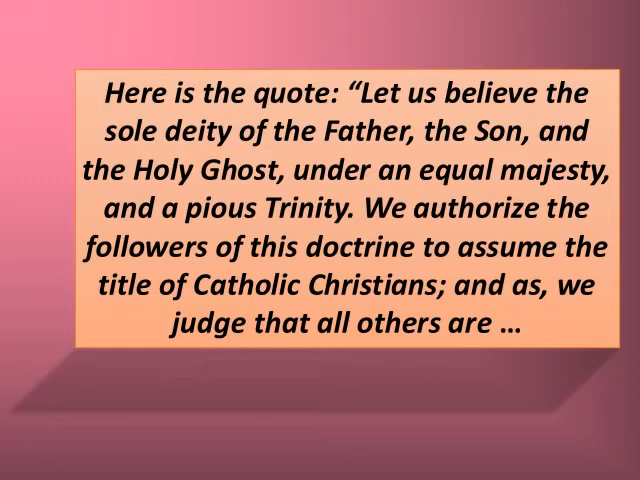 Here is the quote: “Let us believe the
sole deity of the Father, the Son, and
the Holy Ghost, under an equal majesty,
and a pious Trinity. We authorize the
followers of this doctrine to assume the
title of Catholic Christians; and as, we
judge that all others are …